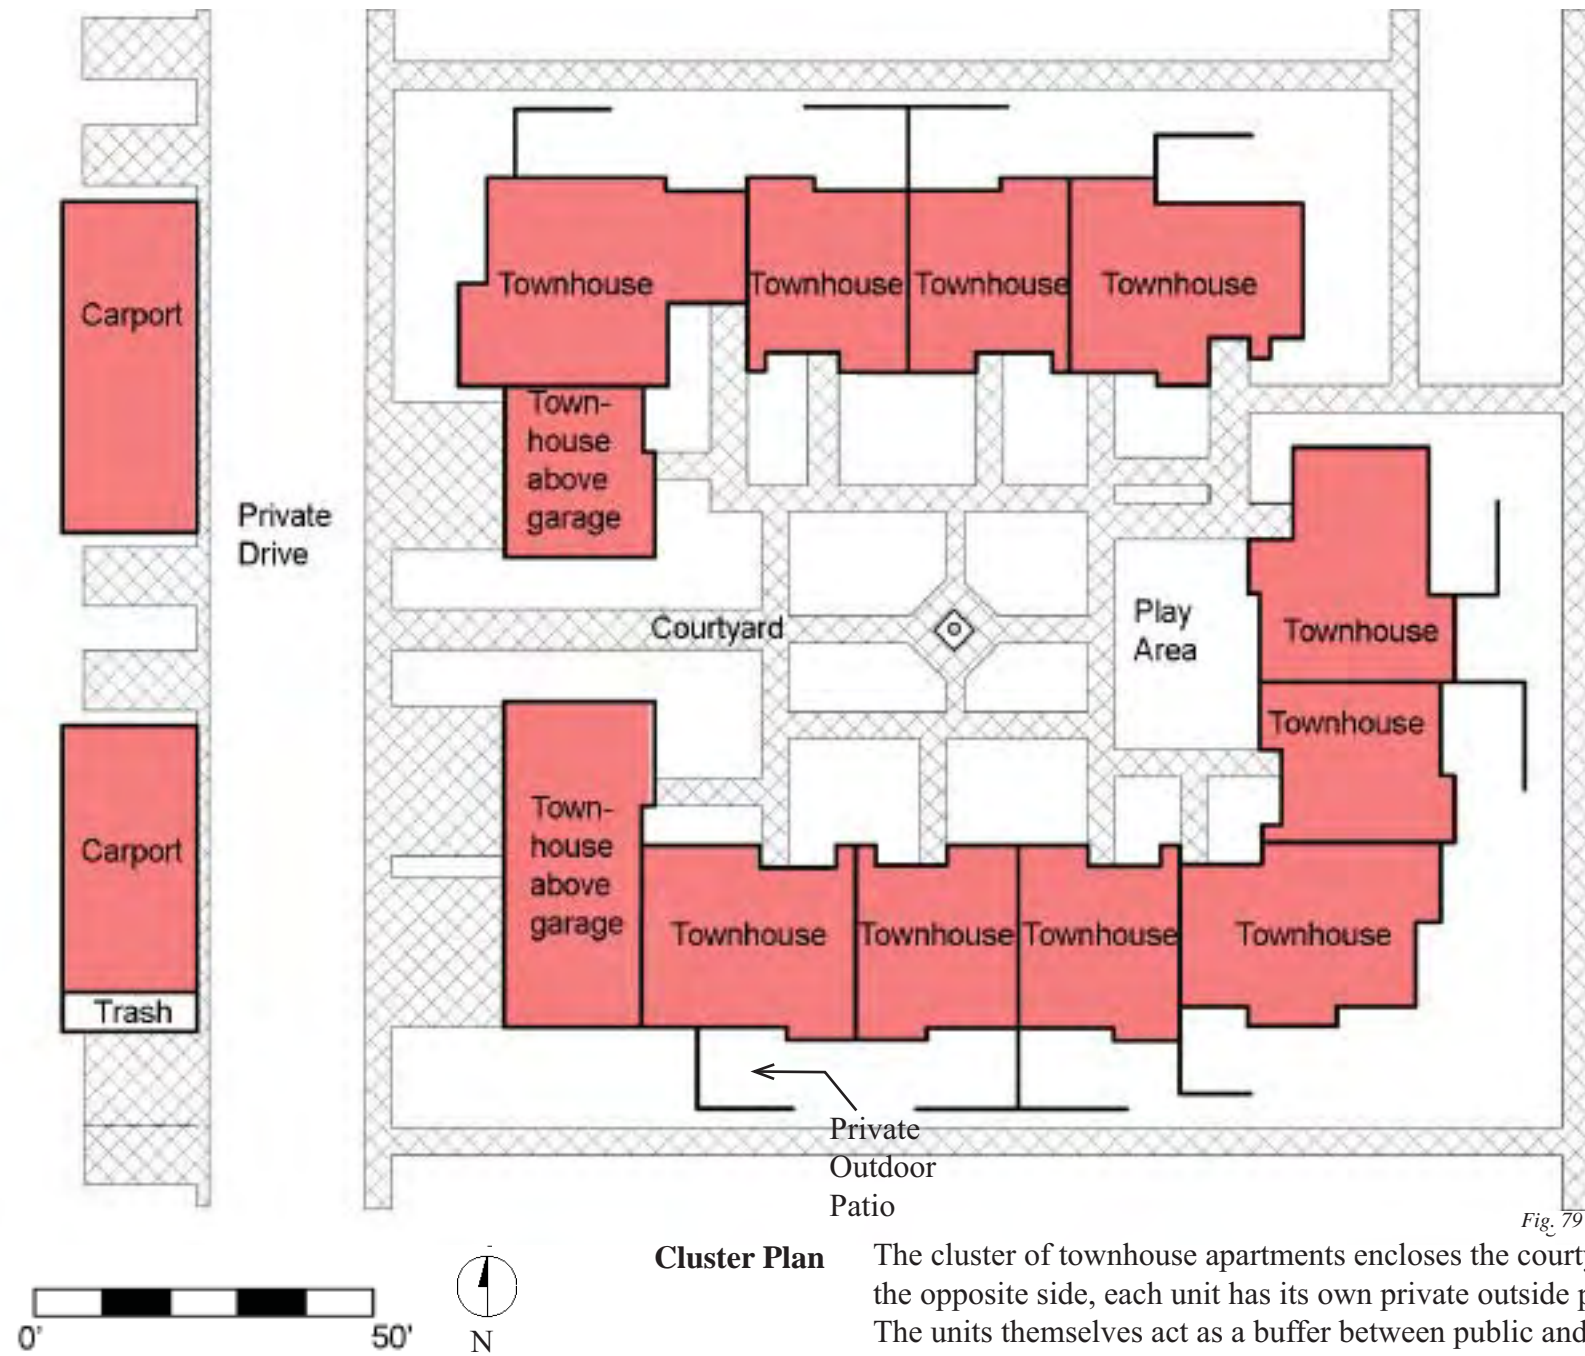 Townhouse
Townhouse
Townhouse
Townhouse
Carport
Town-
house
above
garage
Private
Drive
Courtyard
Play
Area
Townhouse
Townhouse
Town-
house
above
garage
Carport
Townhouse
Townhouse
Townhouse
Townhouse
Trash
Private
Outdoor
Patio
Fig. 79
Cluster Plan
The cluster of townhouse apartments encloses the courty
the opposite side, each unit has its own private outside p
The units themselves act as a buffer between public and
0'
50'
N